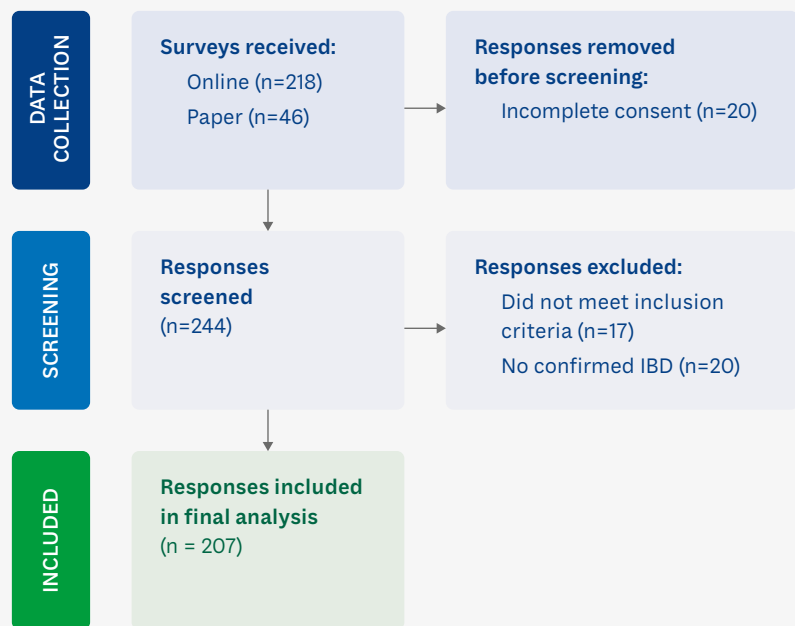 DATA
COLLECTION
Surveys received:
Online (n=218)
Paper (n=46)
Responses removed
before screening:
Incomplete consent (n=20)
SCREENING
Responses
screened
(n=244)
Responses excluded:
Did not meet inclusion
criteria (n=17)
No confirmed IBD (n=20)
INCLUDED
Responses included
in final analysis
(n = 207)